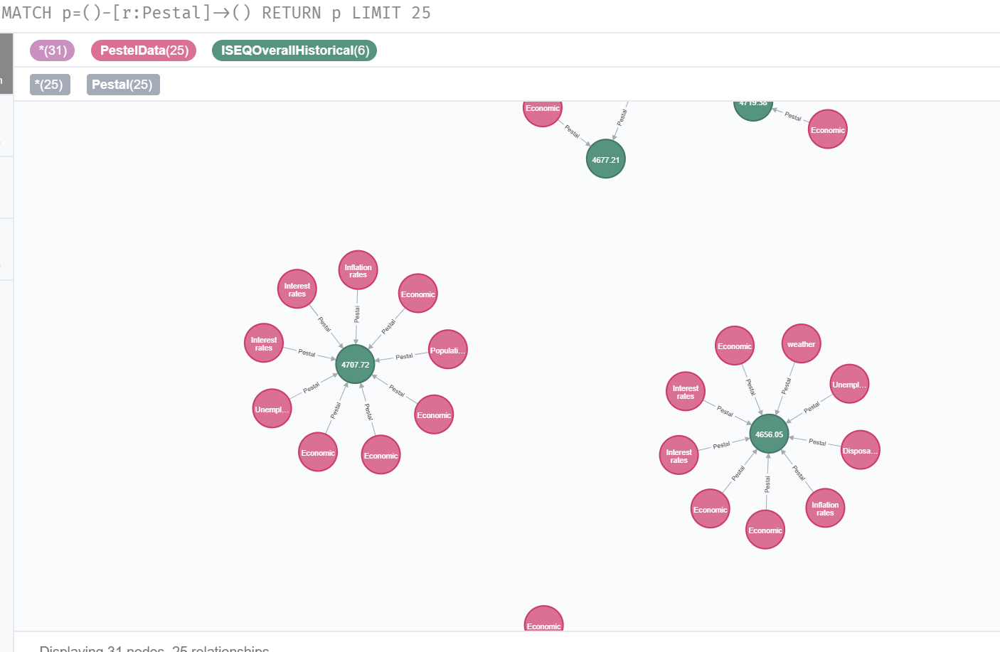 MATCH p=()-[r:Pestal]->() RETURN p LIMIT 25
*(31) PestelData(25) ISEQOverallHistorical(6)
*(25) Pestal(25)
Economic
Pestal
Pestal
4677.21
4719.38
Pestal
Economic
Inflation
rates
Interest
rates
Economic
Interest
rates
Populati...
Unempl...
Economic
Economic
Economic
4707.72
Pestal
Pestal
Pestal
Pestal
Pestal
Pestal
Pestal
Pestal
Pestal
Economic
weather
Interest
rates
Unempl...
Interest
rates
Disposa...
Economic
Economic
Inflation
rates
4656.05
Pestal
Pestal
Pestal
Pestal
Pestal
Pestal
Pestal
Pestal
Pestal
Economic
Displaying 31 nodes, 25 relationships.